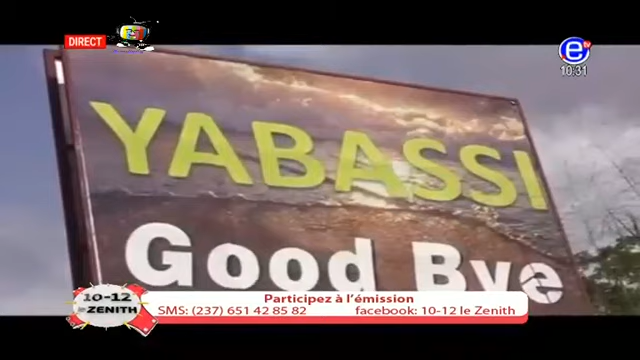 DIRECT
10:31
YABASSI
Good Bye
10-12
le ZENITH
Participez à l'émission
SMS: (237) 651 42 85 82 facebook: 10-12 le Zenith